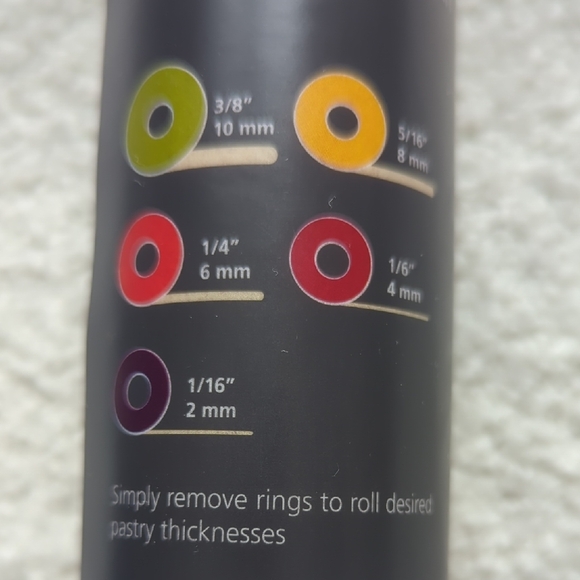 3/8"
10 mm
5/16"
8 mm
1/4"
6 mm
1/6"
4 mm
1/16"
2 mm
Simply remove rings to roll desired
pastry thicknesses